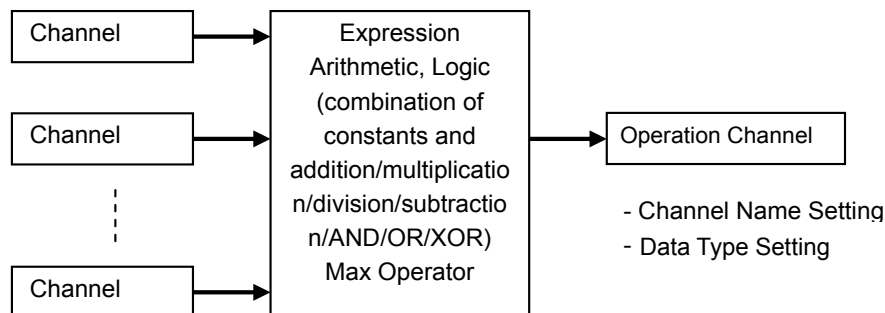 Channel
Channel
Channel
Expression
Arithmetic, Logic
(combination of
constants and
addition/multiplicatio
n/division/subtractio
n/AND/OR/XOR)
Max Operator
Operation Channel
- Channel Name Setting
- Data Type Setting